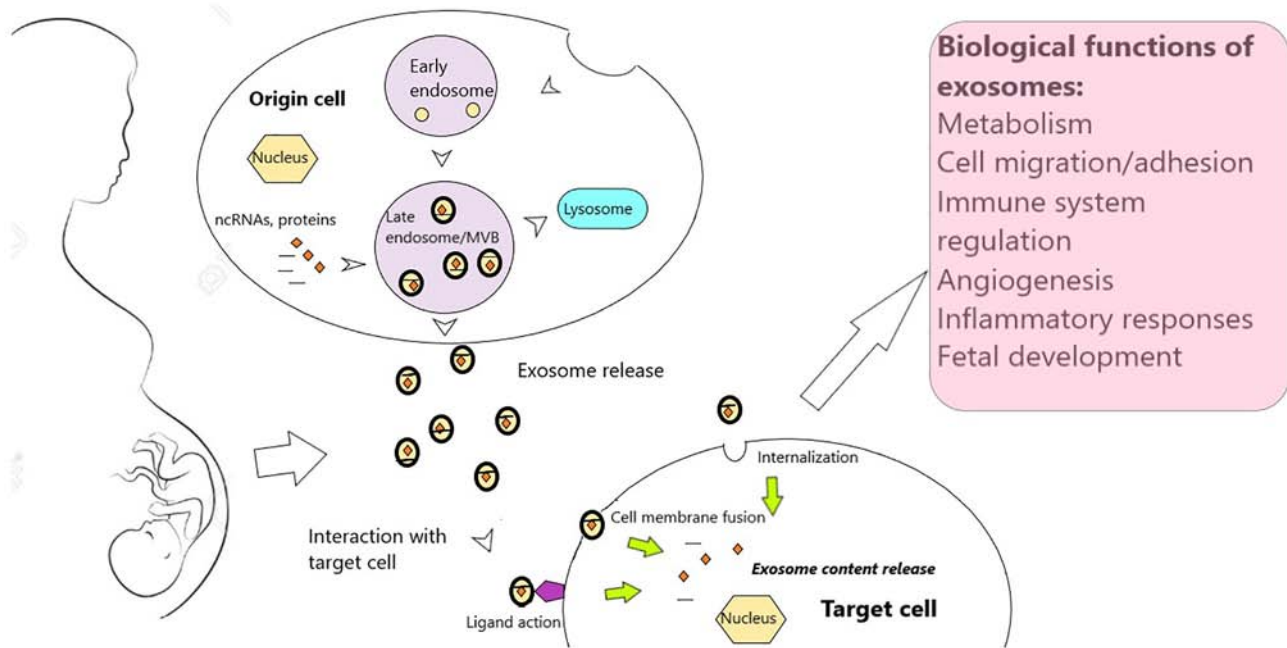 Early
endosome
Origin cell
Nucleus
ncRNAs, proteins
Late
endosome/MVB
Lysosome
Exosome release
Interaction with
target cell
Ligand action
Cell membrane fusion
Internalization
Exosome content release
Target cell
Nucleus
Biological functions of
exosomes:
Metabolism
Cell migration/adhesion
Immune system
regulation
Angiogenesis
Inflammatory responses
Fetal development